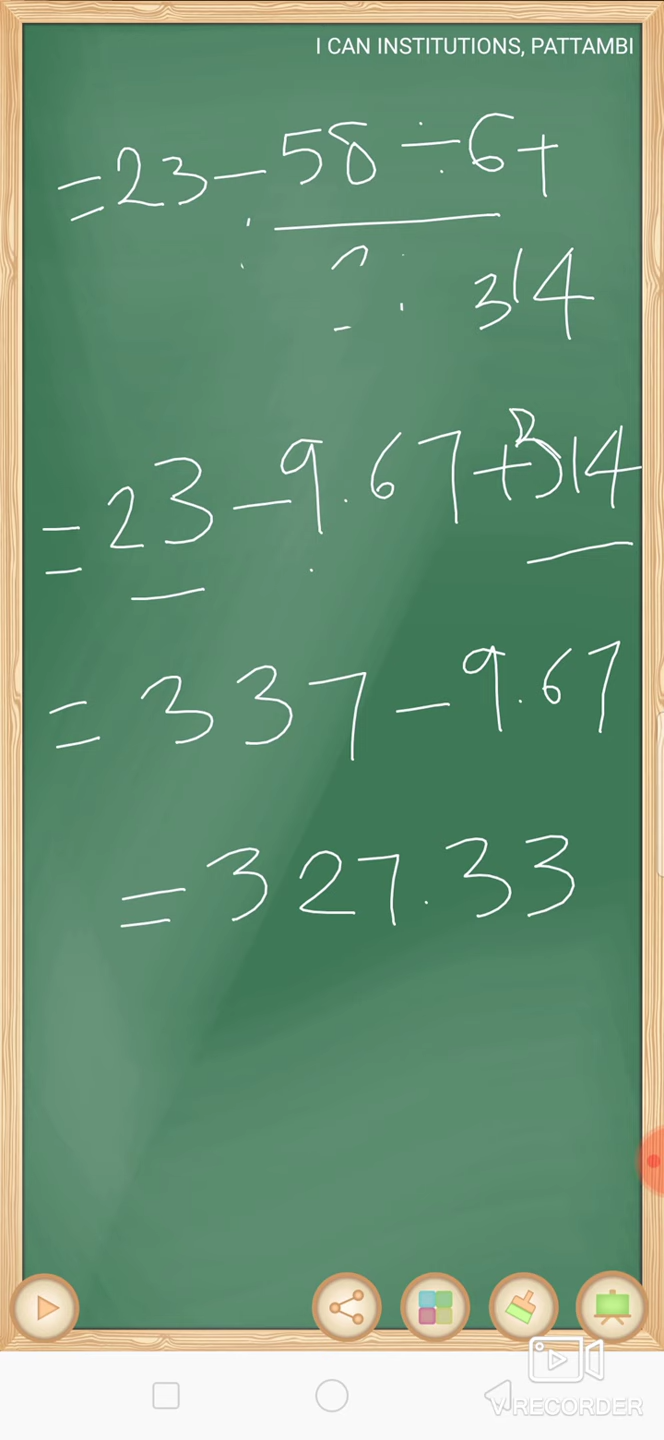 I CAN INSTITUTIONS, PATTAMBI
=23-58÷6+
314
=23-9.67+314
=337-9.67
=327.33
V RECORDER